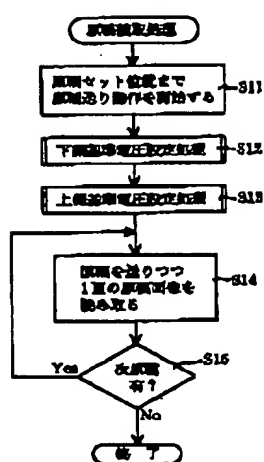 原稿読取処理
原稿セット位置まで
原稿送り動作を開始する
S11
下側基準電圧設定処理
S12
上側基準電圧設定処理
S13
原稿を送りつつ
1頁の原稿画像を
読み取る
S14
次原稿
有?
S15
Yes
No
終了